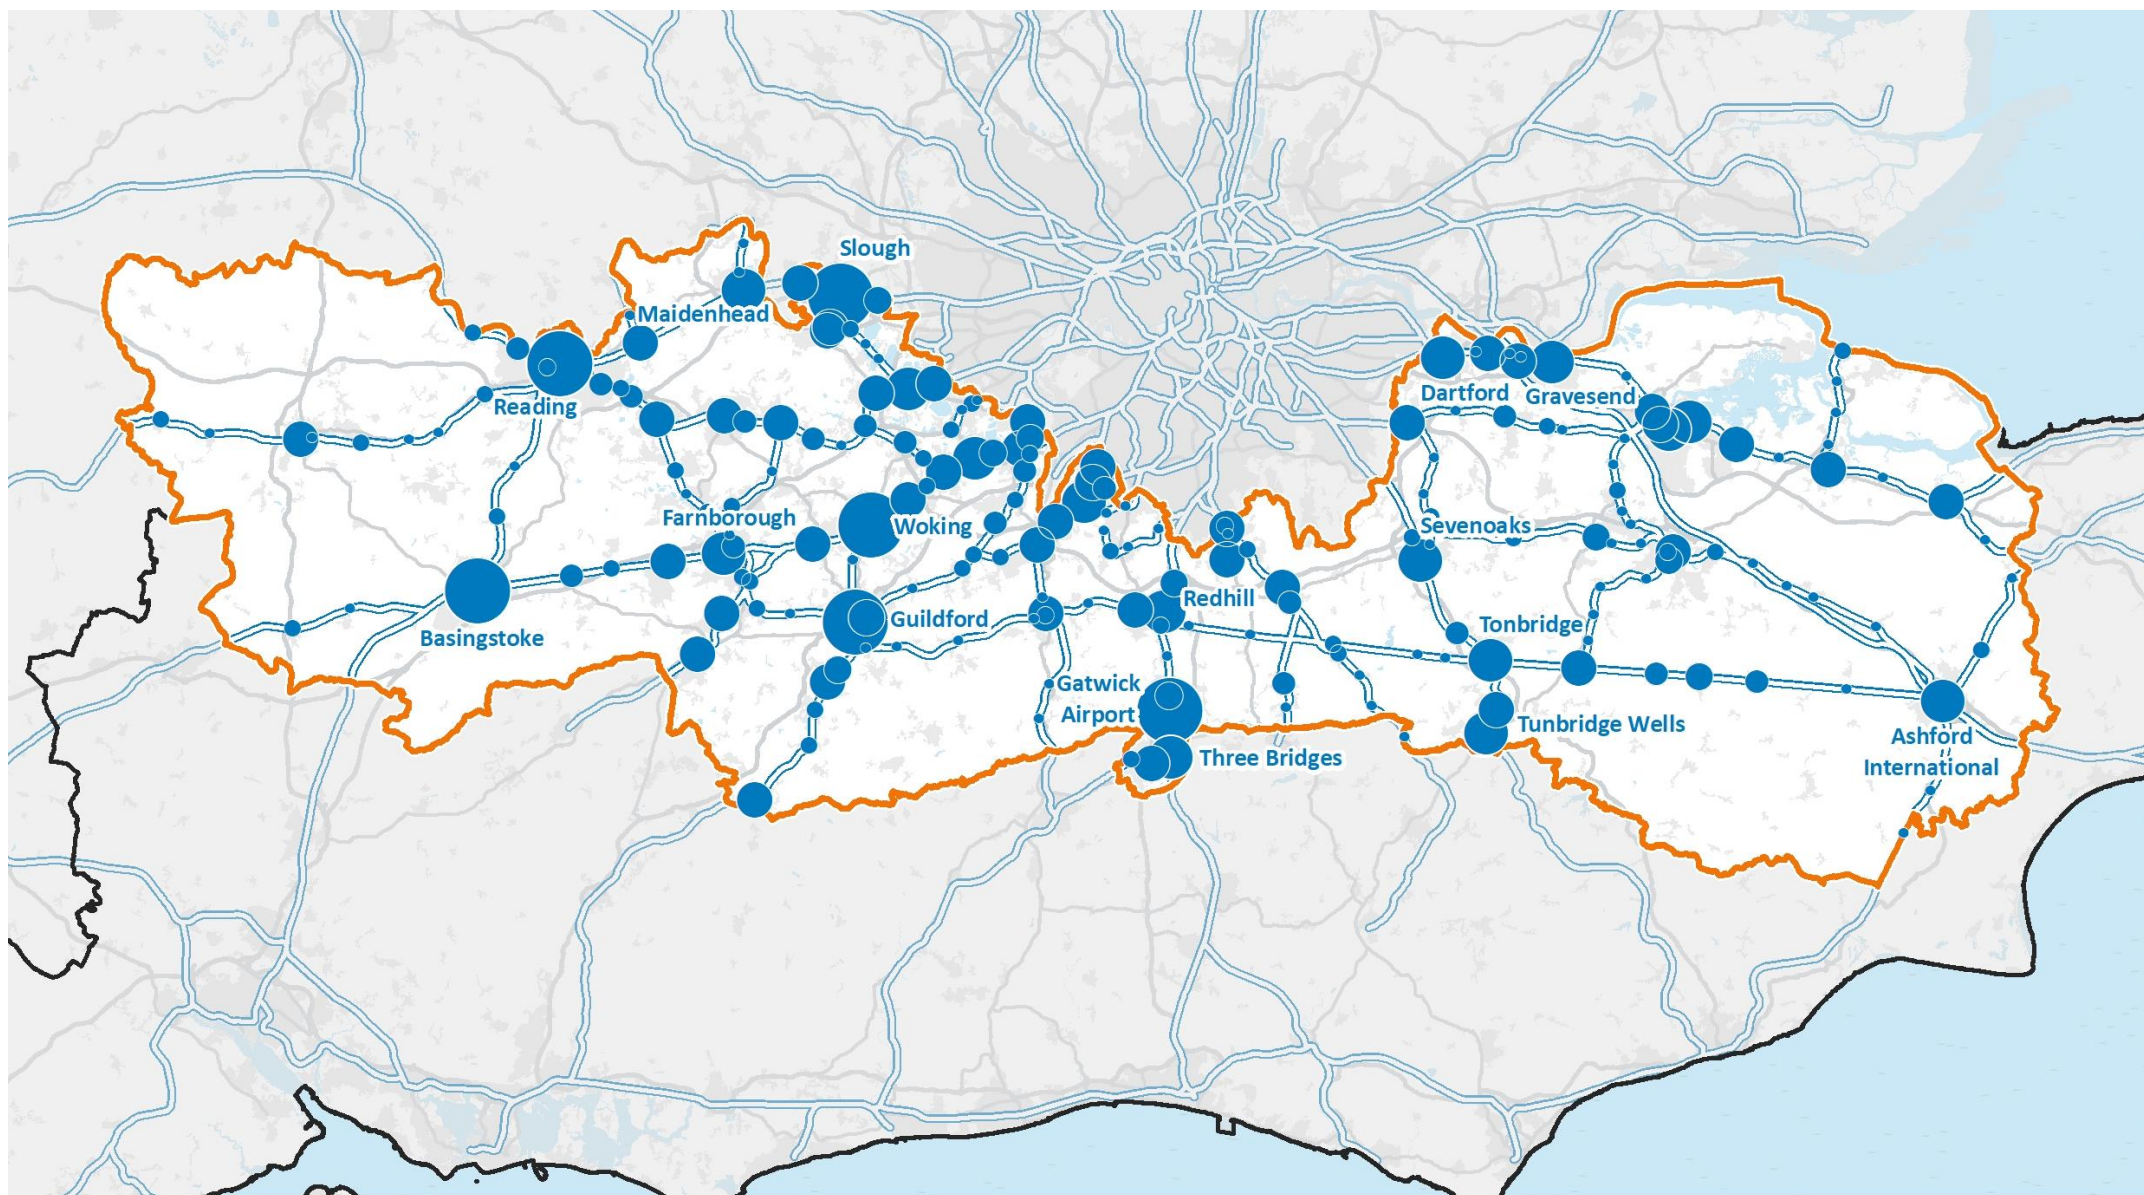 Slough
Maidenhead
Reading
Dartford
Gravesend
Farnborough
Woking
Sevenoaks
Basingstoke
Guildford
Redhill
Tonbridge
Gatwick
Airport
Tunbridge Wells
Three Bridges
Ashford
International